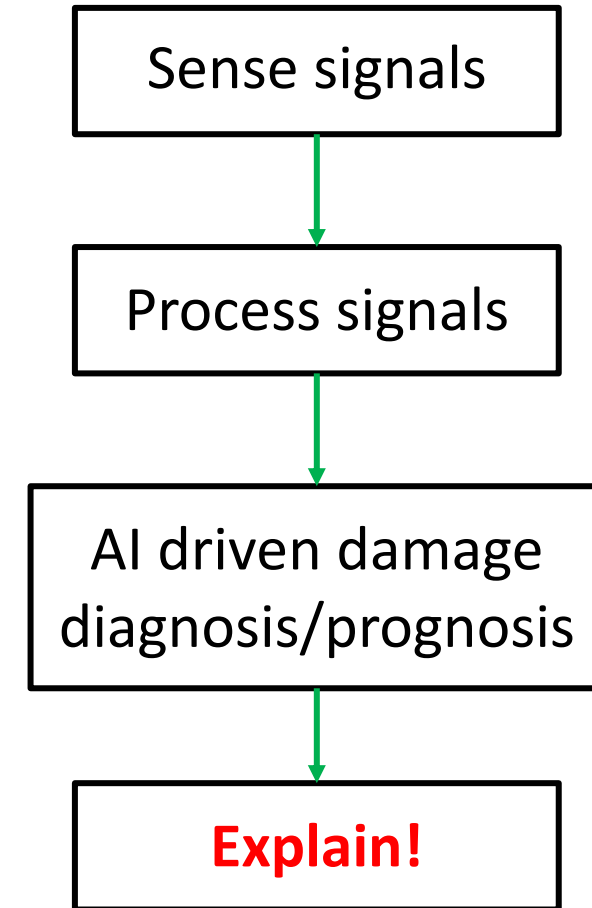 Sense signals
Process signals
AI driven damage
diagnosis/prognosis
Explain!